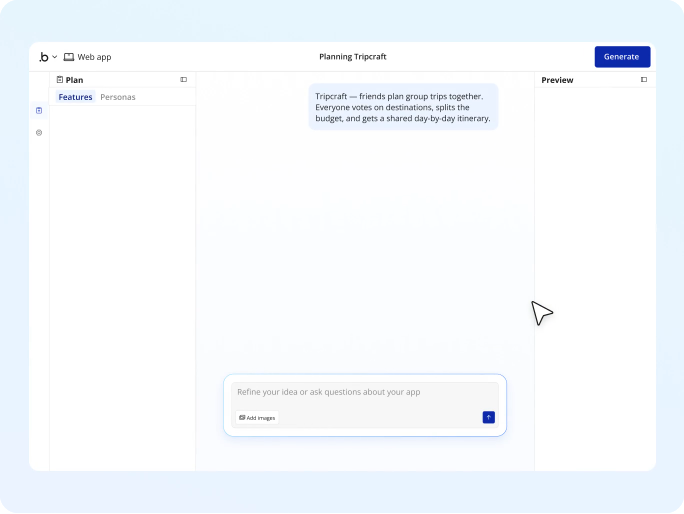 b
Web app
Planning Tripcraft
Generate
Plan
Features
Personas
Tripcraft — friends plan group trips together.
Everyone votes on destinations, splits the
budget, and gets a shared day-by-day itinerary.
Preview
Refine your idea or ask questions about your app
Add images